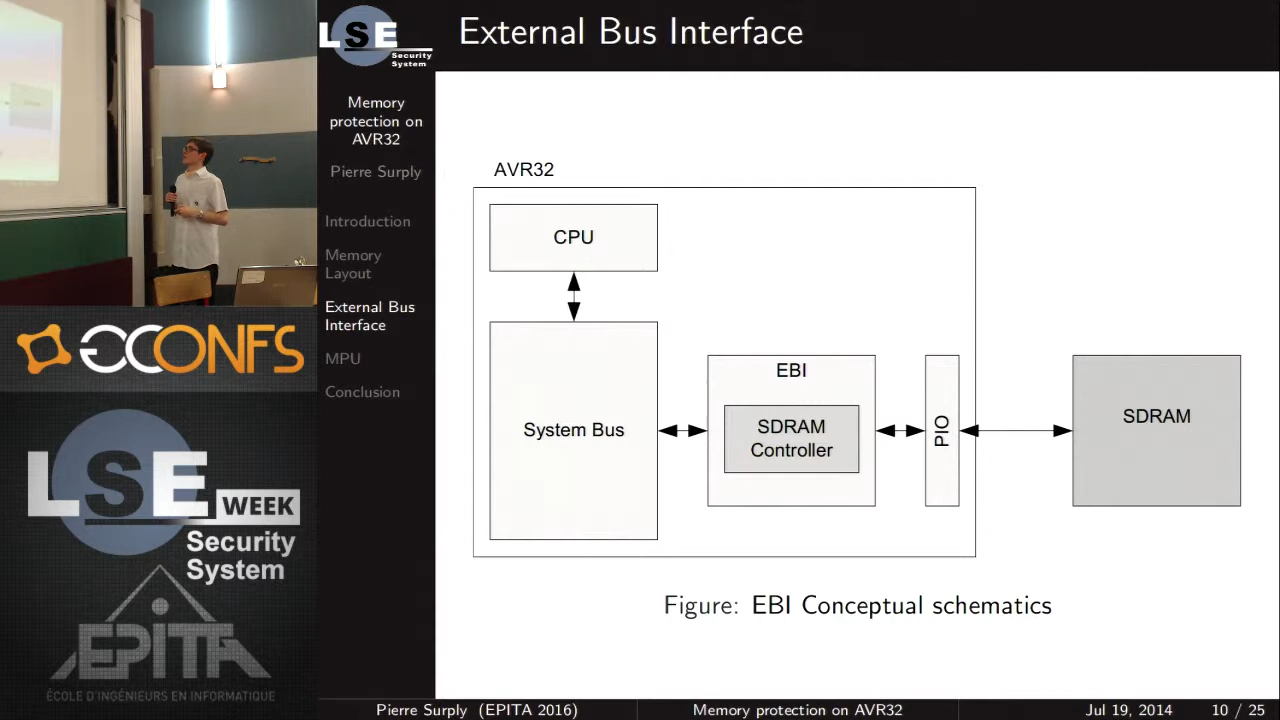 LSE
Security
System
External Bus Interface
Memory
protection on
AVR32
Pierre Surply
Introduction
Memory
Layout
External Bus
Interface
MPU
Conclusion
AVR32
CPU
System Bus
EBI
SDRAM
Controller
PIO
SDRAM
Figure: EBI Conceptual schematics
CONFS
LSE
WEEK
Security
System
EPITA
ÉCOLE D'INGÉNIEURS EN INFORMATIQUE
Pierre Surply (EPITA 2016)
Memory protection on AVR32
Jul 19, 2014
10 / 25